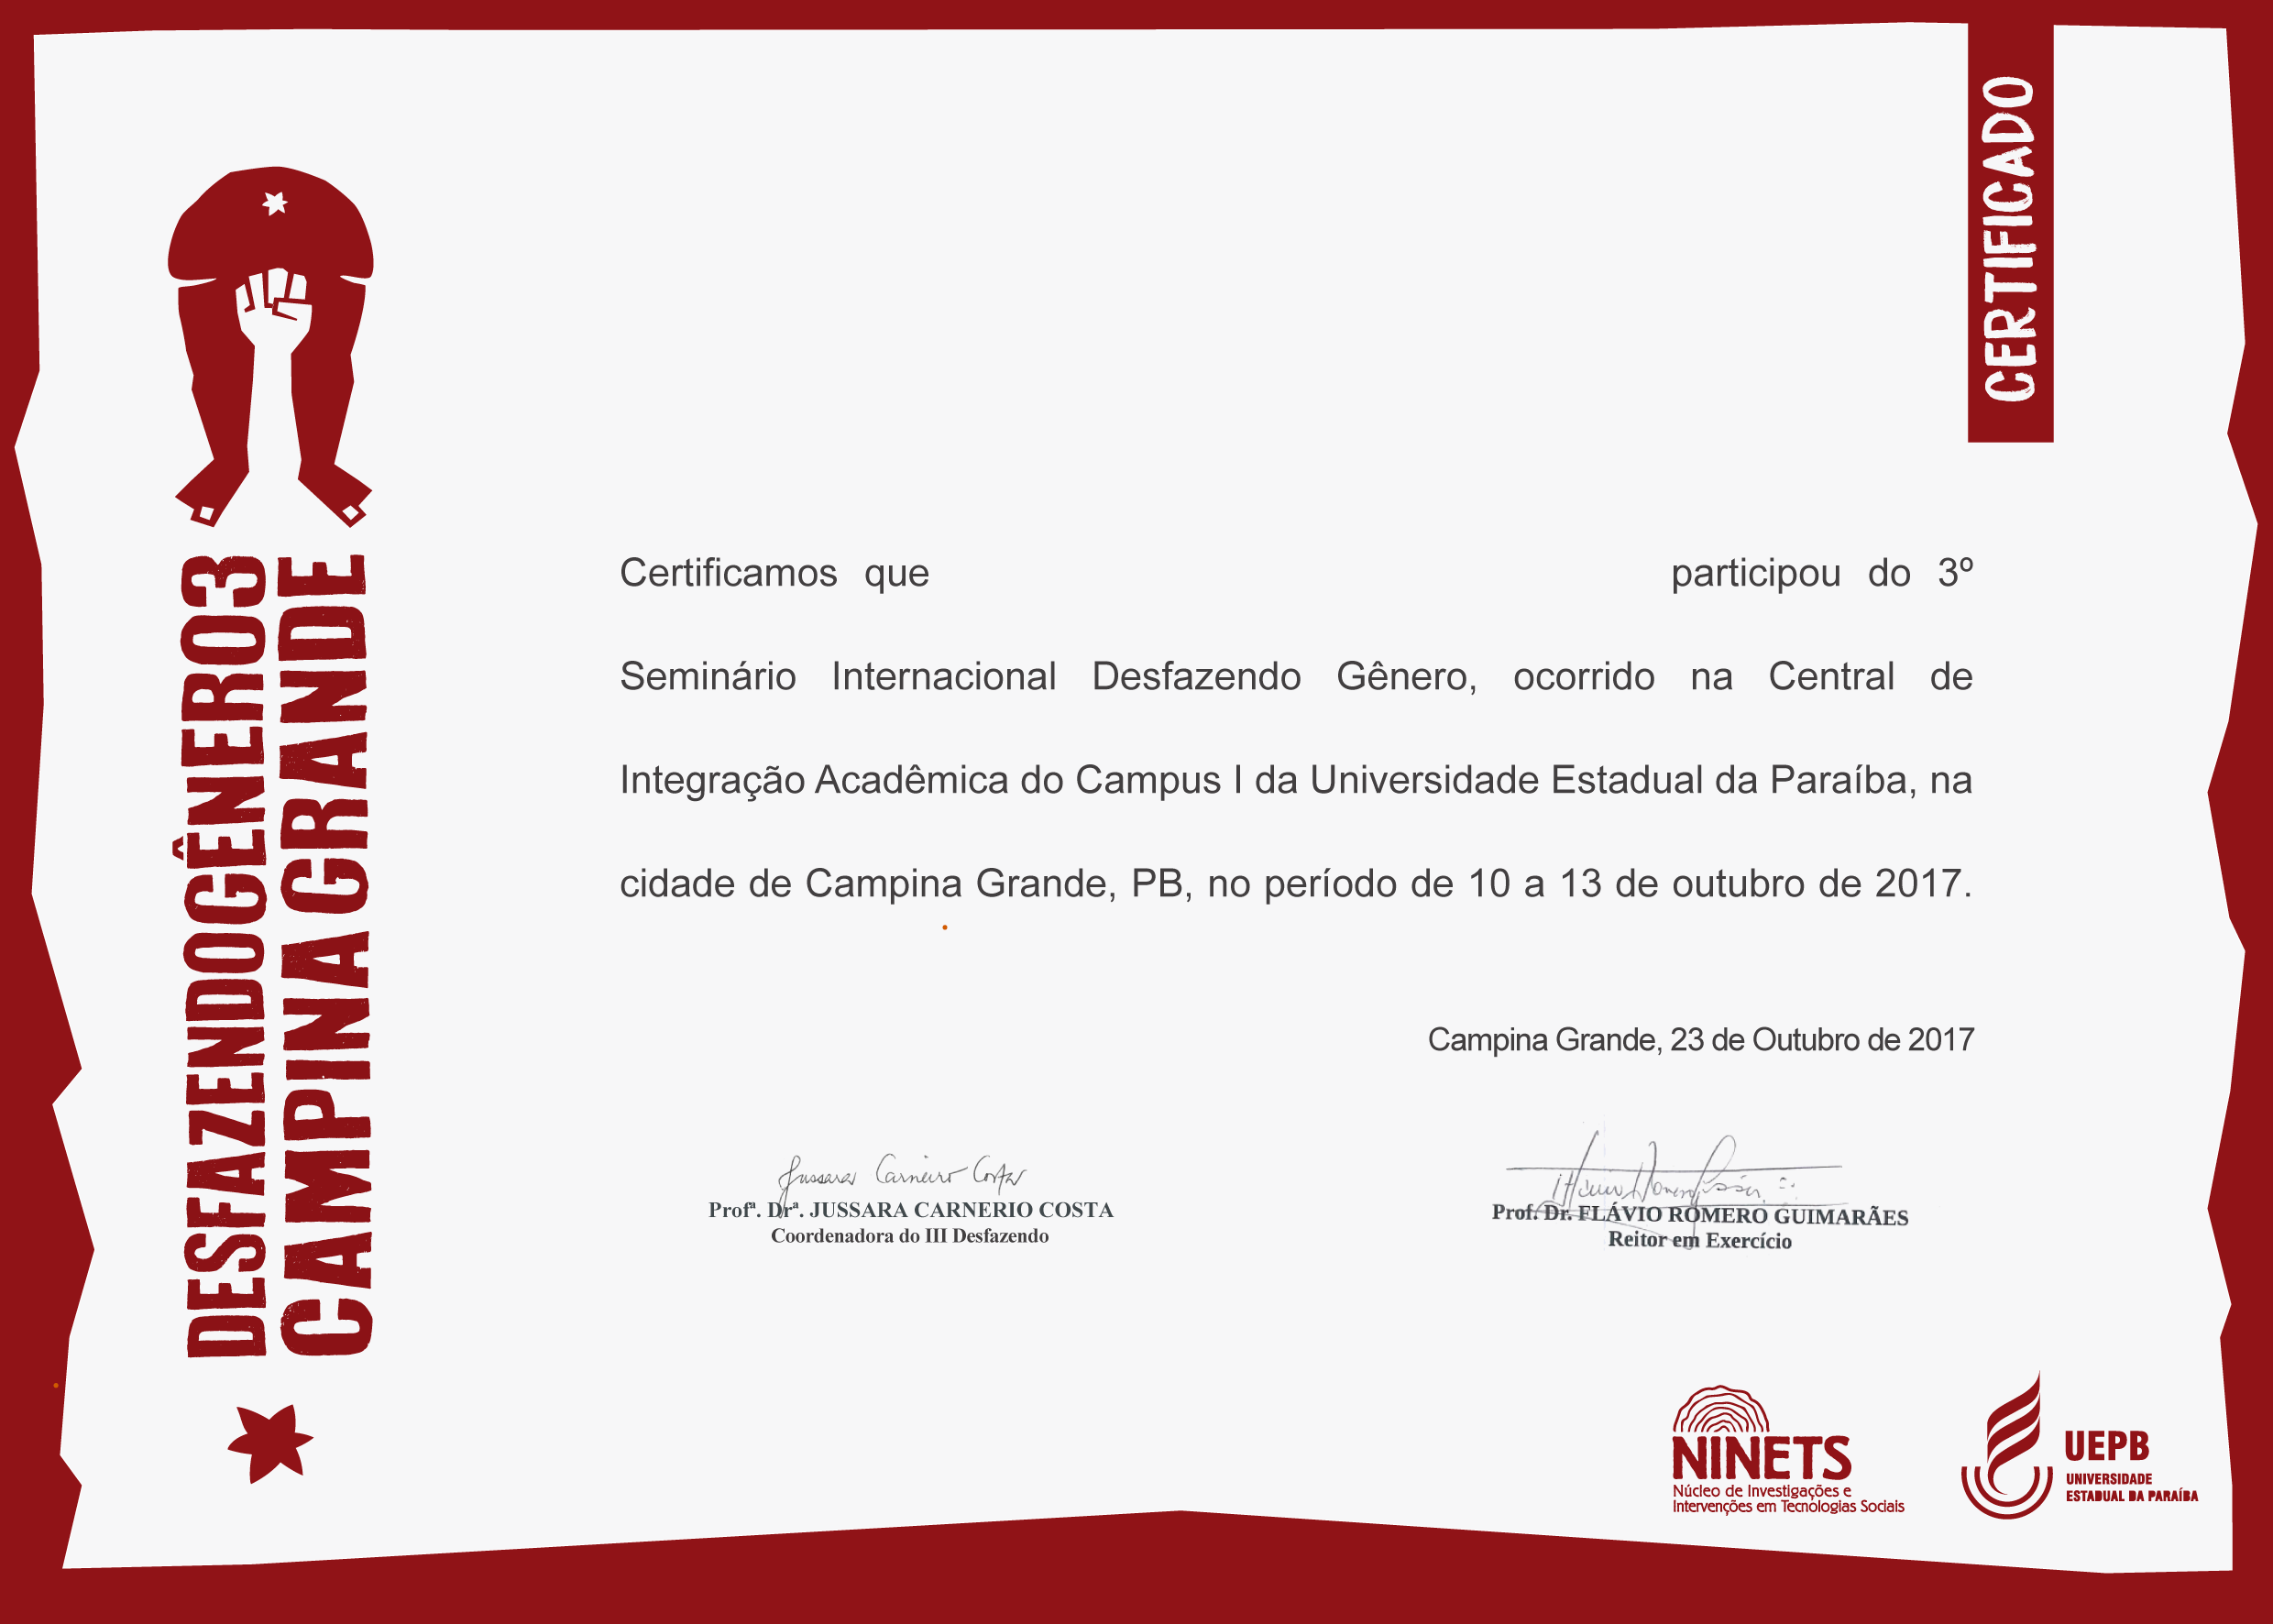 CERTIFICADO
DESFAZENDOGÊNERO3
CAMPINA GRANDE
Certificamos que participou do 3º
Seminário Internacional Desfazendo Gênero, ocorrido na Central de
Integração Acadêmica do Campus I da Universidade Estadual da Paraíba, na
cidade de Campina Grande, PB, no período de 10 a 13 de outubro de 2017.
Campina Grande, 23 de Outubro de 2017
Jussara Carneiro Costa
Profª. Drª. JUSSARA CARNERIO COSTA
Coordenadora do III Desfazendo
Prof. Dr. FLÁVIO ROMERO GUIMARÃES
Reitor em Exercício
NINETS
Núcleo de Investigações e
Intervenções em Tecnologias Sociais
UEPB
UNIVERSIDADE
ESTADUAL DA PARAÍBA